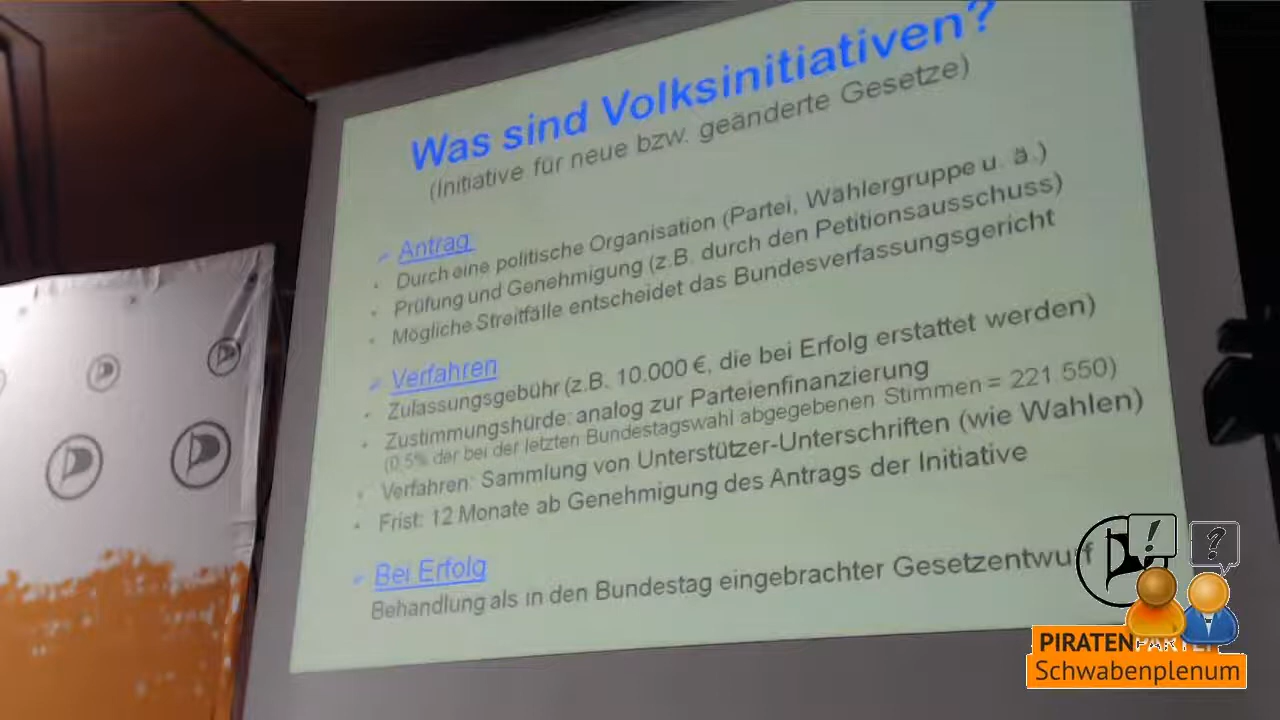 Was sind Volksinitiativen?
(Initiative für neue bzw. geänderte Gesetze)
Antrag:
Durch eine politische Organisation (Partei, Wählergruppe u. ä.)
Prüfung und Genehmigung (z.B. durch den Petitionsausschuss)
Mögliche Streitfälle entscheidet das Bundesverfassungsgericht
Verfahren
Zulassungsgebühr (z.B. 10.000 €, die bei Erfolg erstattet werden)
Zustimmungshürde: analog zur Parteienfinanzierung
(0,5% der bei der letzten Bundestagswahl abgegebenen Stimmen = 221.550)
Verfahren: Sammlung von Unterstützer-Unterschriften (wie Wahlen)
Frist: 12 Monate ab Genehmigung des Antrags der Initiative
Bei Erfolg
Behandlung als in den Bundestag eingebrachter Gesetzentwurf
! ?
PIRATENPARTEI
Schwabenplenum